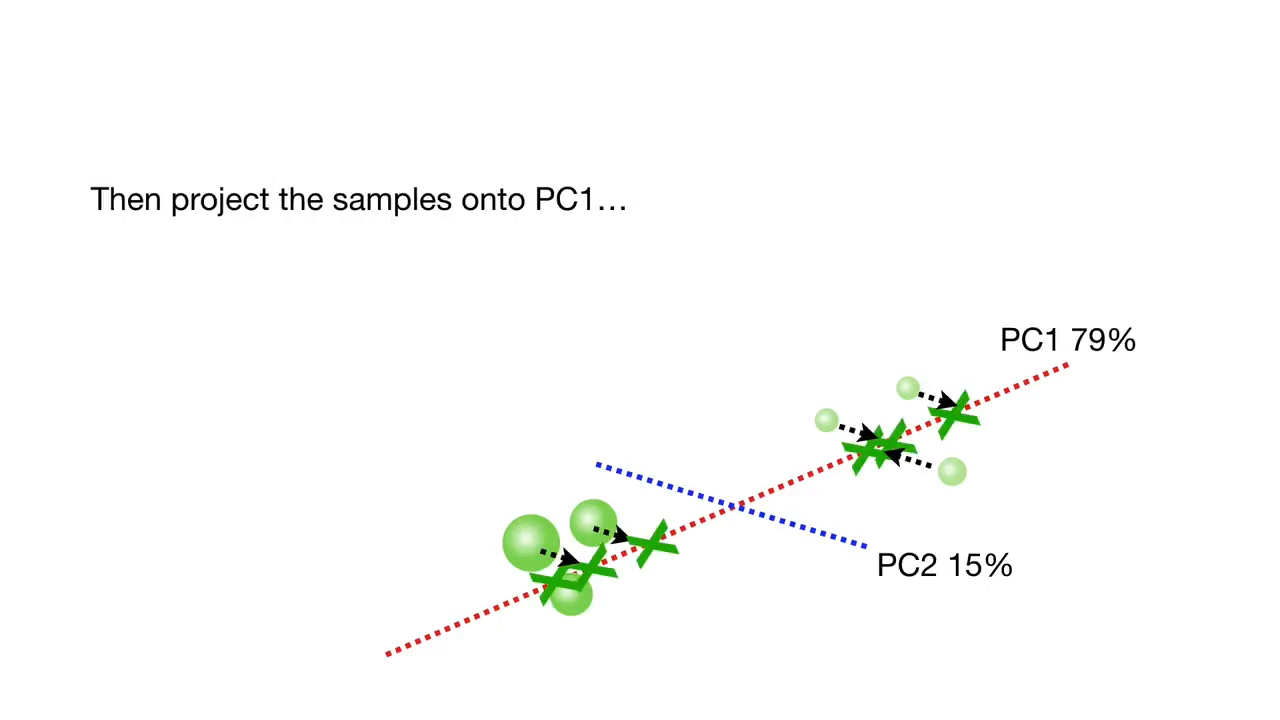 Then project the samples onto PC1…
PC1 79%
PC2 15%